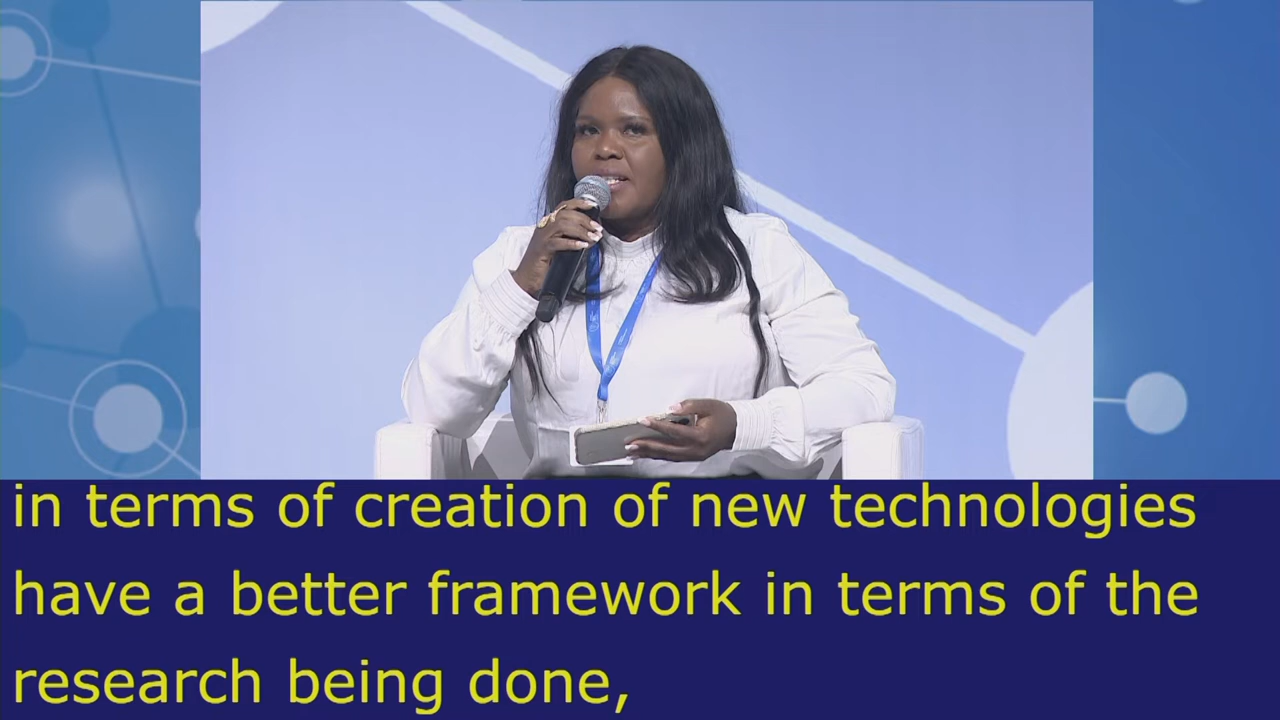 in terms of creation of new technologies
have a better framework in terms of the
research being done,